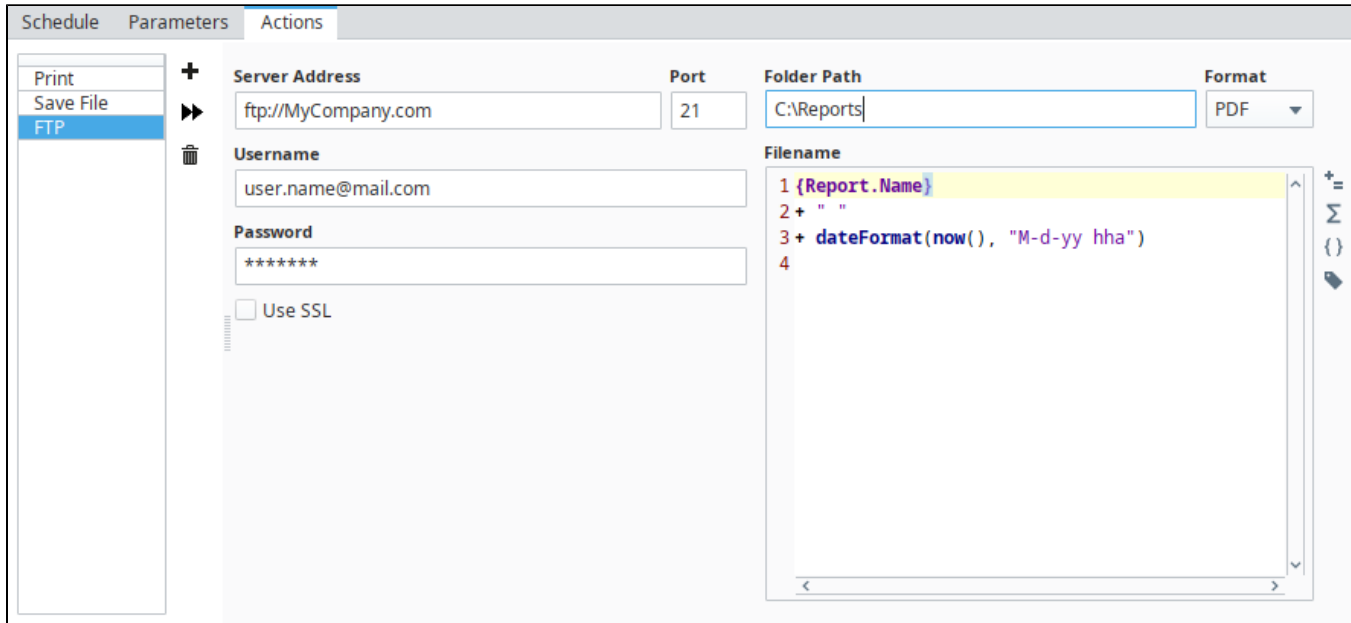 Schedule Parameters Actions
Print
Save File
FTP
Server Address
ftp://MyCompany.com
Port
21
Username
user.name@mail.com
Password
*******
Use SSL
Folder Path
C:\Reports
Format
PDF
Filename
1 {Report.Name}
2 + " "
3 + dateFormat(now(), "M-d-yy hha")
4